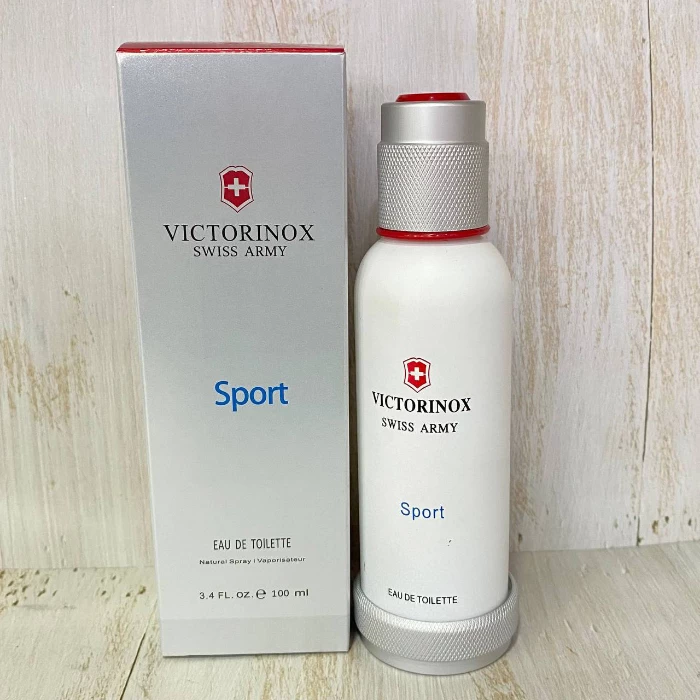 VICTORINOX
SWISS ARMY
Sport
EAU DE TOILETTE
Natural Spray | Vaporisateur
3.4 FL. OZ. ℮ 100 ml
VICTORINOX
SWISS ARMY
Sport
EAU DE TOILETTE